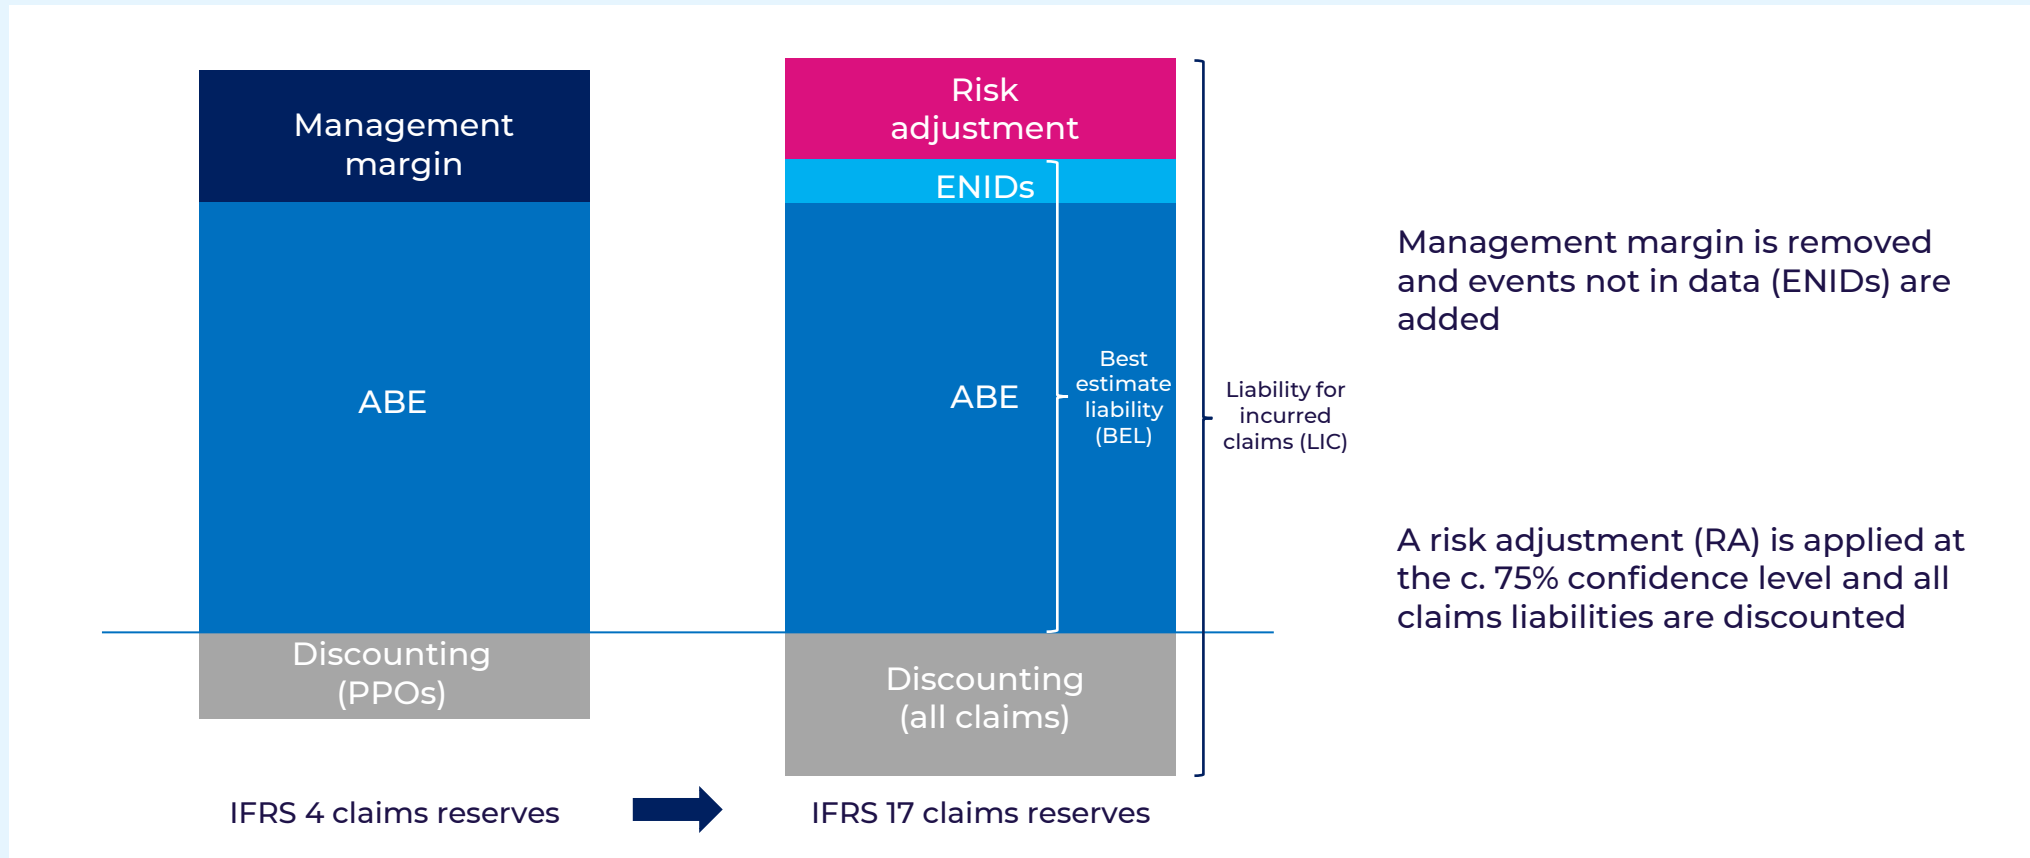 Management
margin
ABE
Discounting
(PPOs)
IFRS 4 claims reserves
Risk
adjustment
ENIDs
ABE
Best
estimate
liability
(BEL)
Discounting
(all claims)
IFRS 17 claims reserves
Liability for
incurred
claims (LIC)
Management margin is removed
and events not in data (ENIDs) are
added
A risk adjustment (RA) is applied at
the c. 75% confidence level and all
claims liabilities are discounted